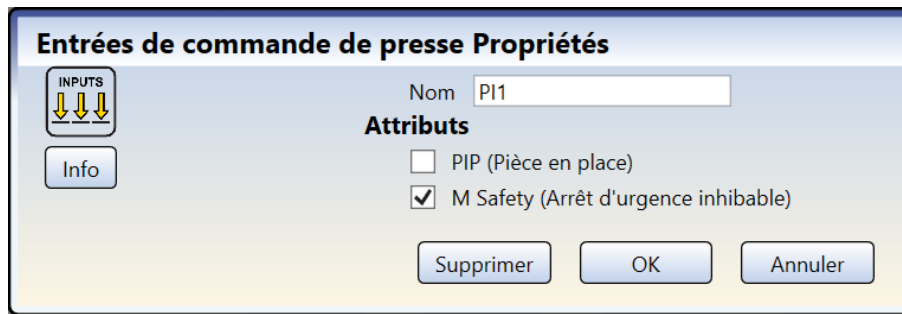 Entrées de commande de presse Propriétés
INPUTS
Nom PI1
Attributs
Info
PIP (Pièce en place)
M Safety (Arrêt d'urgence inhibable)
Supprimer OK Annuler